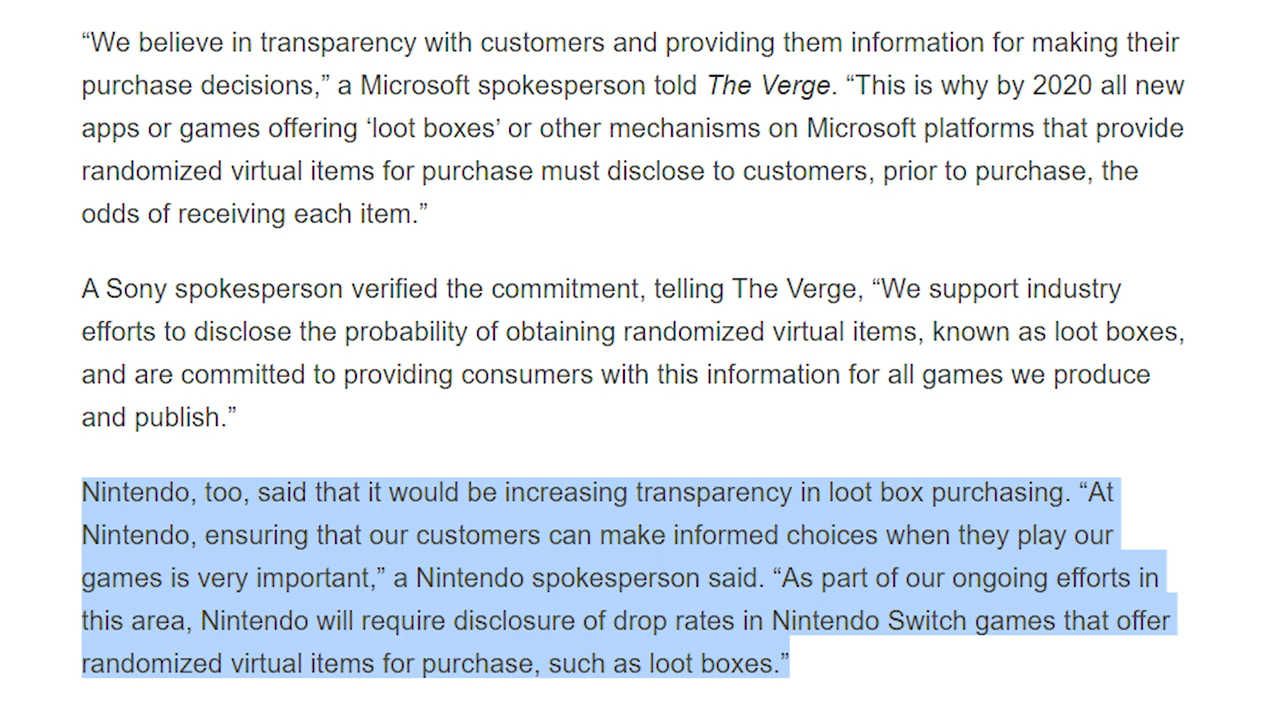 “We believe in transparency with customers and providing them information for making their
purchase decisions,” a Microsoft spokesperson told The Verge. “This is why by 2020 all new
apps or games offering ‘loot boxes’ or other mechanisms on Microsoft platforms that provide
randomized virtual items for purchase must disclose to customers, prior to purchase, the
odds of receiving each item.”
A Sony spokesperson verified the commitment, telling The Verge, “We support industry
efforts to disclose the probability of obtaining randomized virtual items, known as loot boxes,
and are committed to providing consumers with this information for all games we produce
and publish.”
Nintendo, too, said that it would be increasing transparency in loot box purchasing. “At
Nintendo, ensuring that our customers can make informed choices when they play our
games is very important,” a Nintendo spokesperson said. “As part of our ongoing efforts in
this area, Nintendo will require disclosure of drop rates in Nintendo Switch games that offer
randomized virtual items for purchase, such as loot boxes.”